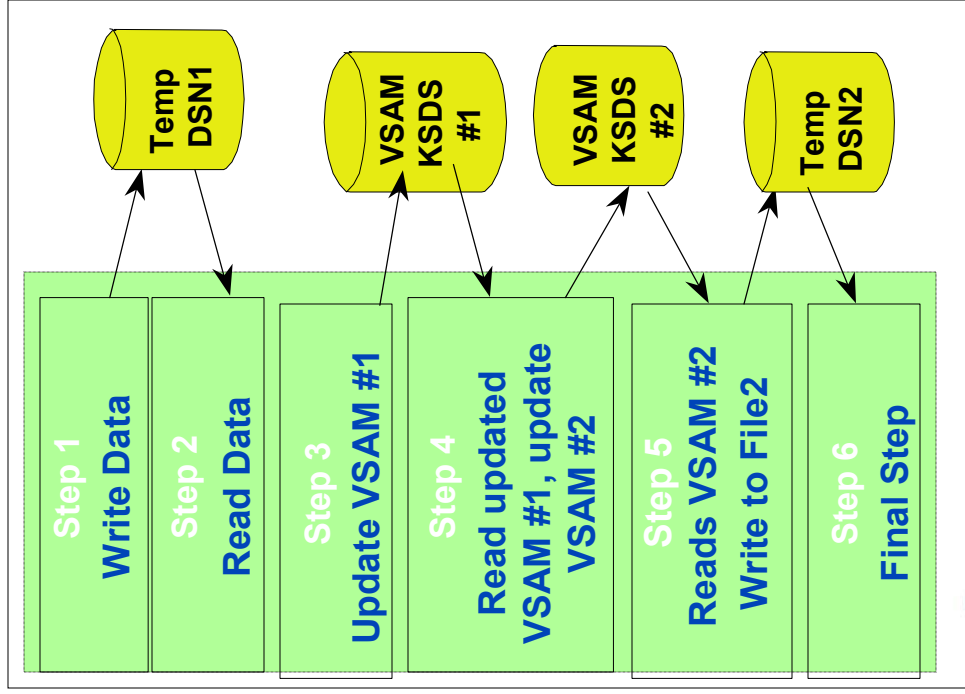 Step 1
Write Data
Step 2
Read Data
Step 3
Update VSAM #1
Step 4
Read updated
VSAM #1, update
VSAM #2
Step 5
Reads VSAM #2
Write to File2
Step 6
Final Step
Temp
DSN1
VSAM
KSDS
#1
VSAM
KSDS
#2
Temp
DSN2